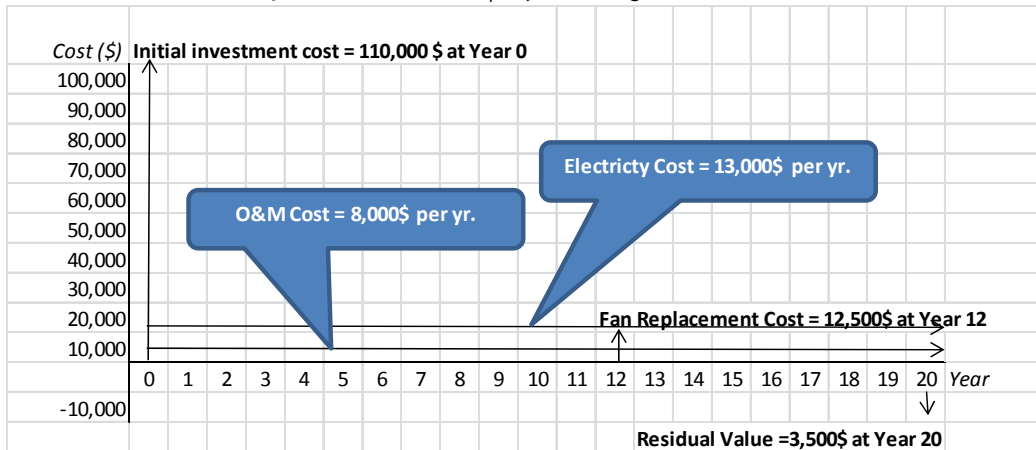 Cost ($) Initial investment cost = 110,000 $ at Year 0
100,000
90,000
80,000
70,000
Electricty Cost = 13,000$ per yr.
60,000
O&M Cost = 8,000$ per yr.
50,000
40,000
30,000
20,000
Fan Replacement Cost = 12,500$ at Year 12
10,000
0 1 2 3 4 5 6 7 8 9 10 11 12 13 14 15 16 17 18 19 20 Year
-10,000
Residual Value =3,500$ at Year 20